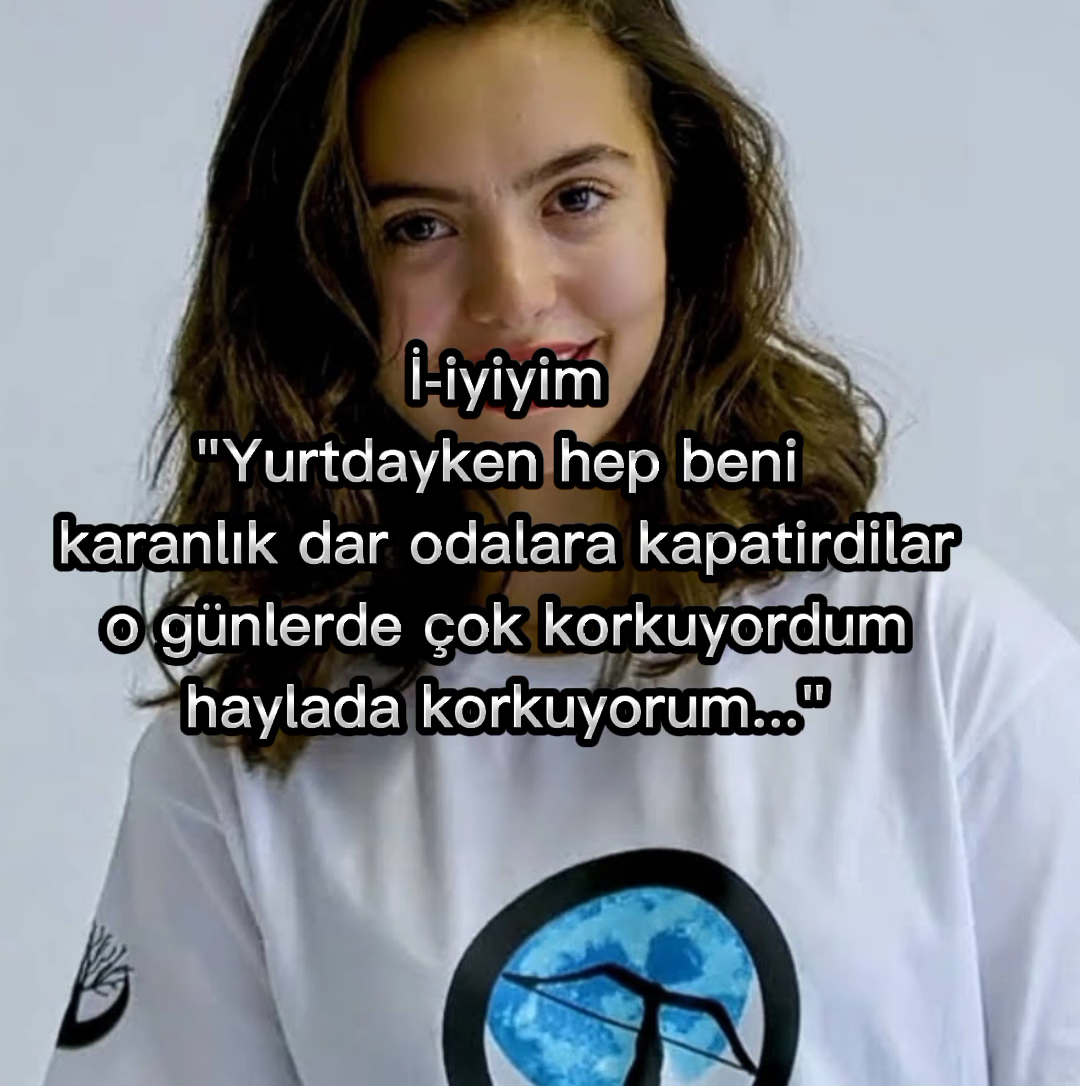 İ-iyiyim
"Yurtdayken hep beni
karanlık dar odalara kapatirdilar
o günlerde çok korkuyordum
haylada korkuyorum..."